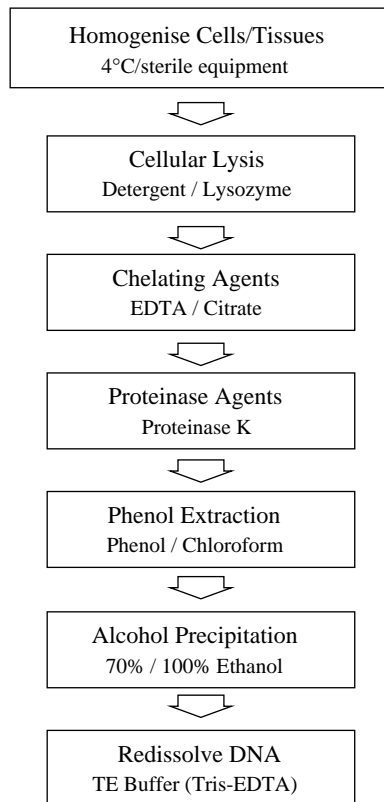 Homogenise Cells/Tissues
4°C/sterile equipment
Cellular Lysis
Detergent / Lysozyme
Chelating Agents
EDTA / Citrate
Proteinase Agents
Proteinase K
Phenol Extraction
Phenol / Chloroform
Alcohol Precipitation
70% / 100% Ethanol
Redissolve DNA
TE Buffer (Tris-EDTA)